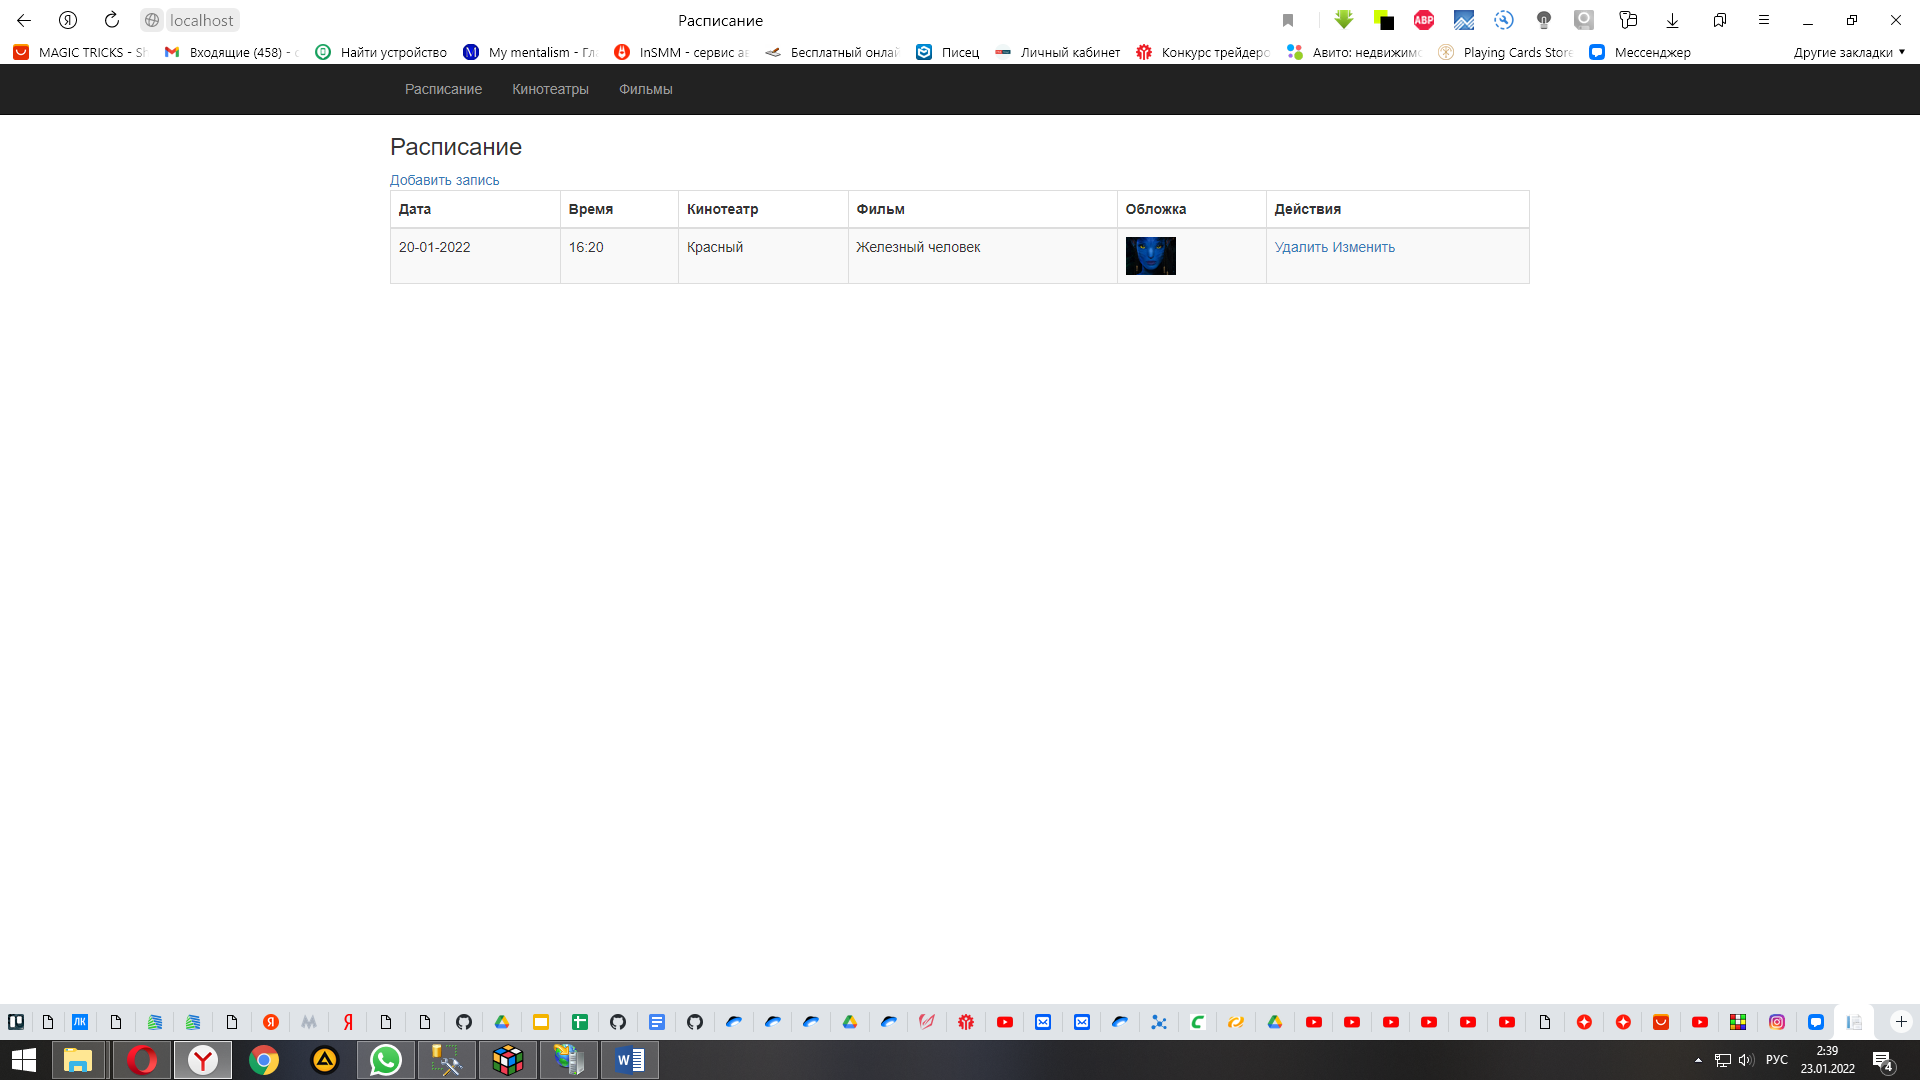 localhost
Расписание
MAGIC TRICKS - Sh
Входящие (458) - с
Найти устройство
My mentalism - Гла
InSMM - сервис ав
Бесплатный онлай
Писец
Личный кабинет
Конкурс трейдеро
Авито: недвижимо
Playing Cards Store
Мессенджер
Другие закладки
Расписание Кинотеатры Фильмы
Расписание
Добавить запись
Дата Время Кинотеатр Фильм Обложка Действия
20-01-2022 16:20 Красный Железный человек Удалить Изменить
РУС
2:39
23.01.2022
4